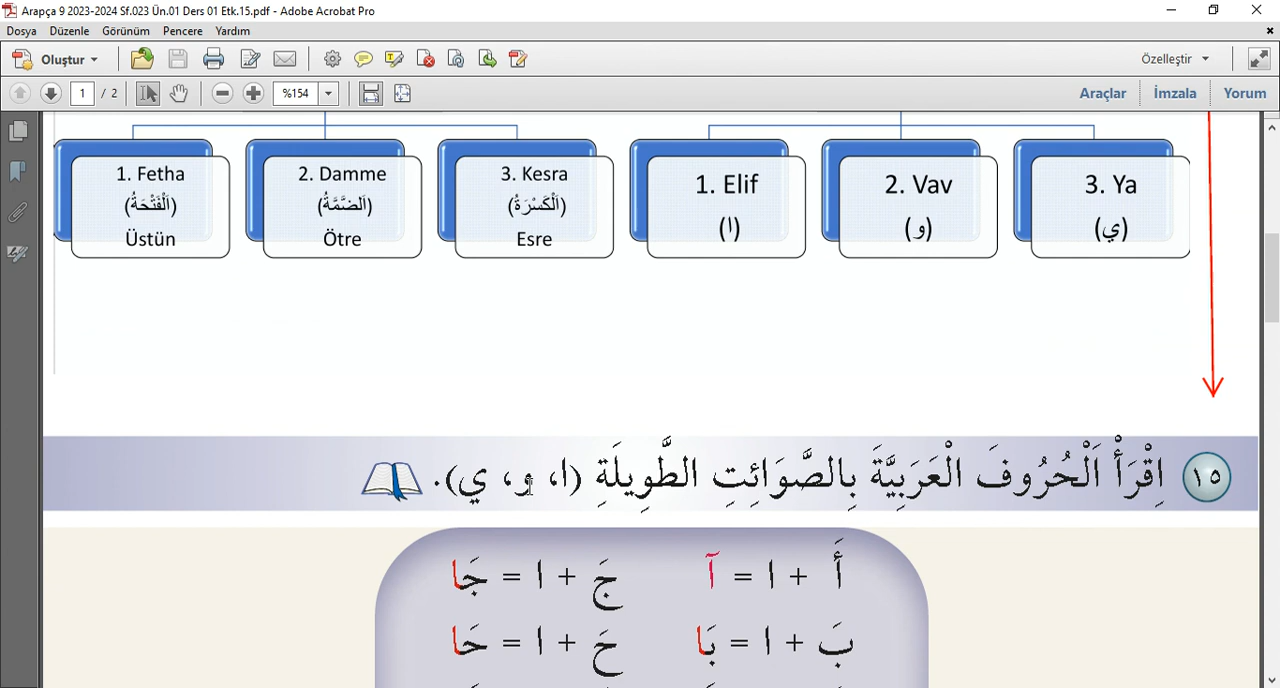 Arapça 9 2023-2024 Sf.023 Ün.01 Ders 01 Etk.15.pdf - Adobe Acrobat Pro
Dosya Düzenle Görünüm Pencere Yardım
Oluştur Özelleştir
1 / 2 %154 Araçlar İmzala Yorum
1. Fetha
(اَلْفَتْحَةُ)
Üstün
2. Damme
(اَلضَّمَّةُ)
Ötre
3. Kesra
(اَلْكَسْرَةُ)
Esre
1. Elif
(ا)
2. Vav
(و)
3. Ya
(ي)
١٥ اِقْرَأْ اَلْحُرُوفَ الْعَرَبِيَّةَ بِالصَّوَائِتِ الطَّوِيلَةِ (ا، و، ي).
أَ + ا = آ جَ + ا = جَا
بَ + ا = بَا حَ + ا = حَا